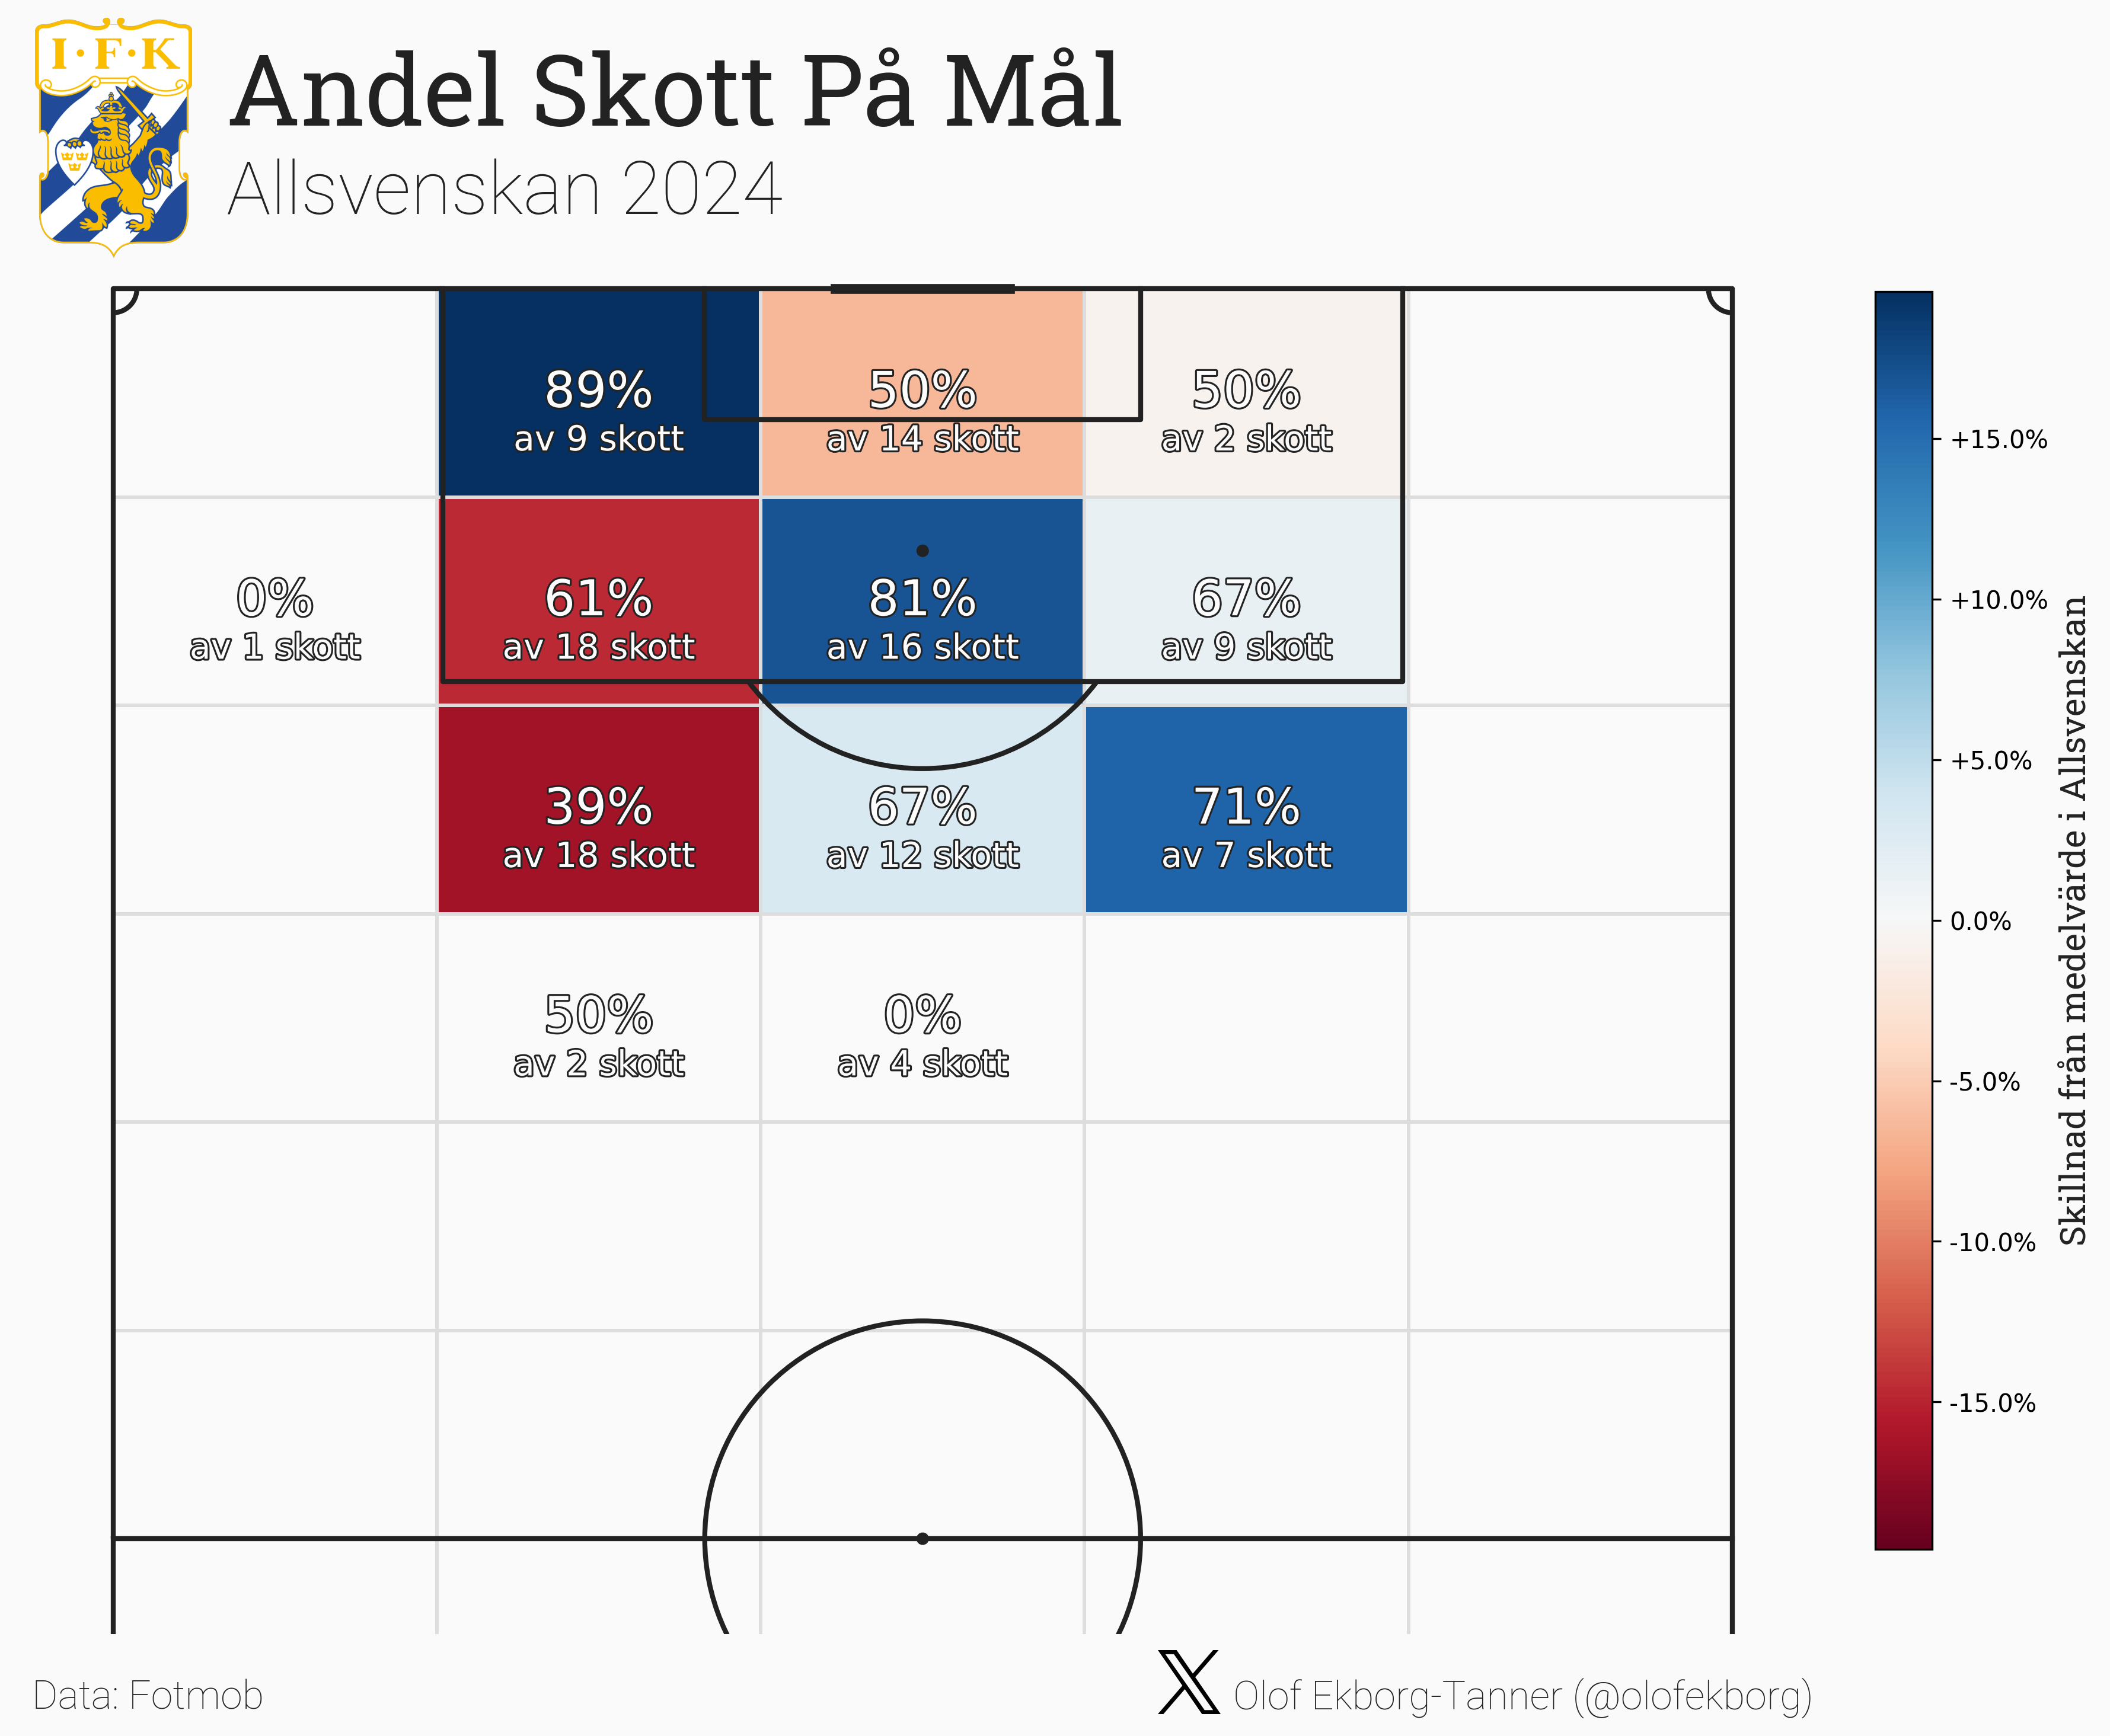 I·F·K
Andel Skott På Mål
Allsvenskan 2024
89%
av 9 skott
50%
av 14 skott
50%
av 2 skott
0%
av 1 skott
61%
av 18 skott
81%
av 16 skott
67%
av 9 skott
39%
av 18 skott
67%
av 12 skott
71%
av 7 skott
50%
av 2 skott
0%
av 4 skott
+15.0%
+10.0%
+5.0%
0.0%
-5.0%
-10.0%
-15.0%
Skillnad från medelvärde i Allsvenskan
Data: Fotmob
Olof Ekborg-Tanner (@olofekborg)